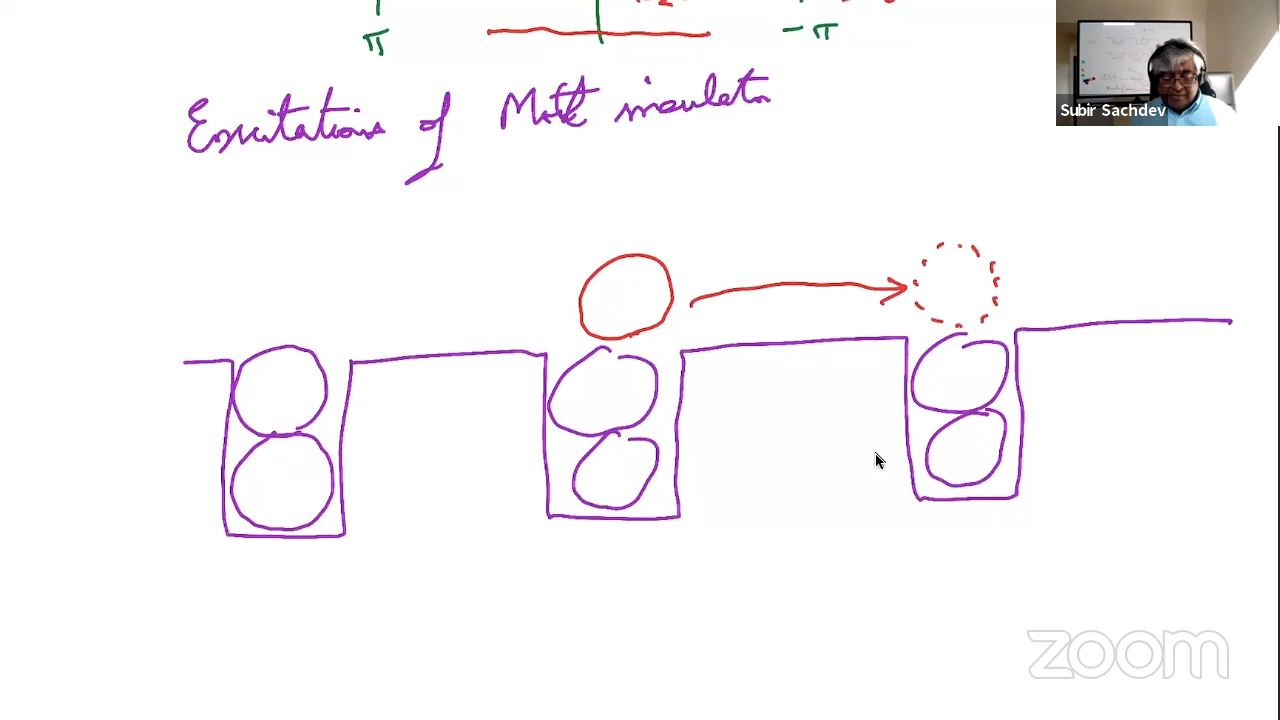 π
-π
Excitations of Mott insulator
Subir Sachdev
zoom